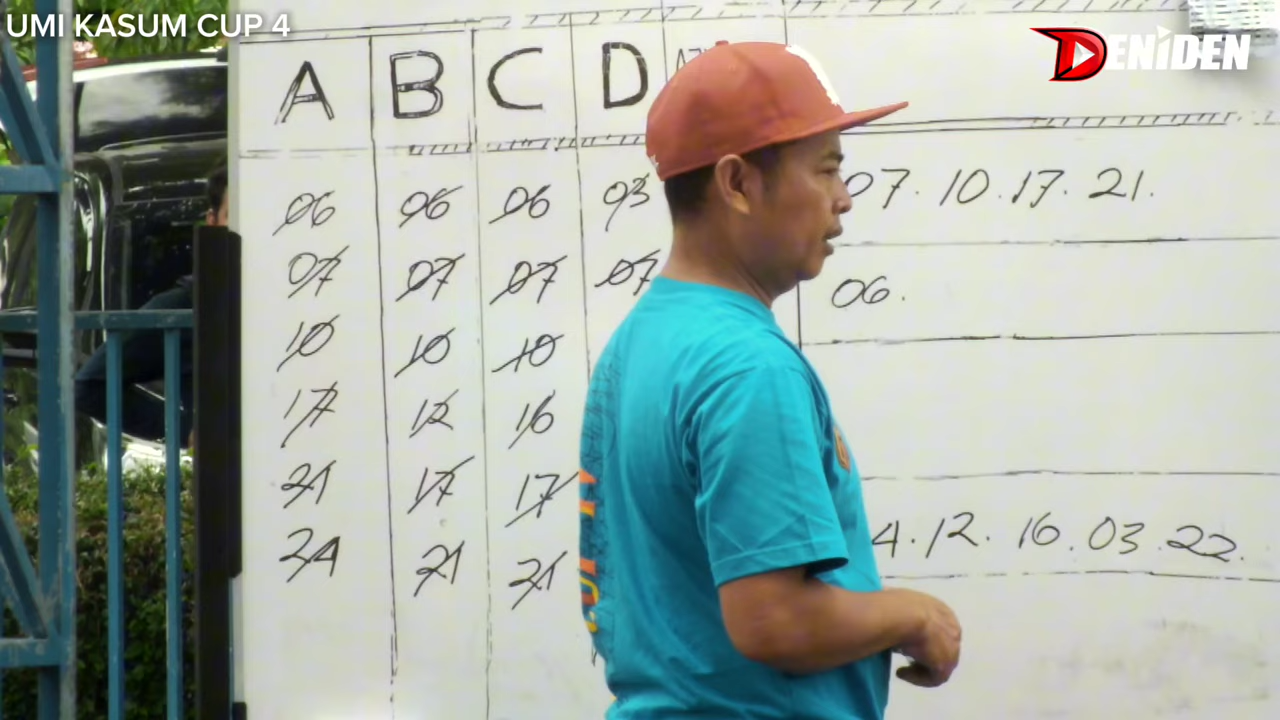 UMI KASUM CUP 4
DENIDEN
A B C D
06 06 06 03 07. 10. 17. 21.
07 07 07 07 06.
10 10 10
17 12 16
21 17 17
24 21 21 4. 12. 16. 03. 22.